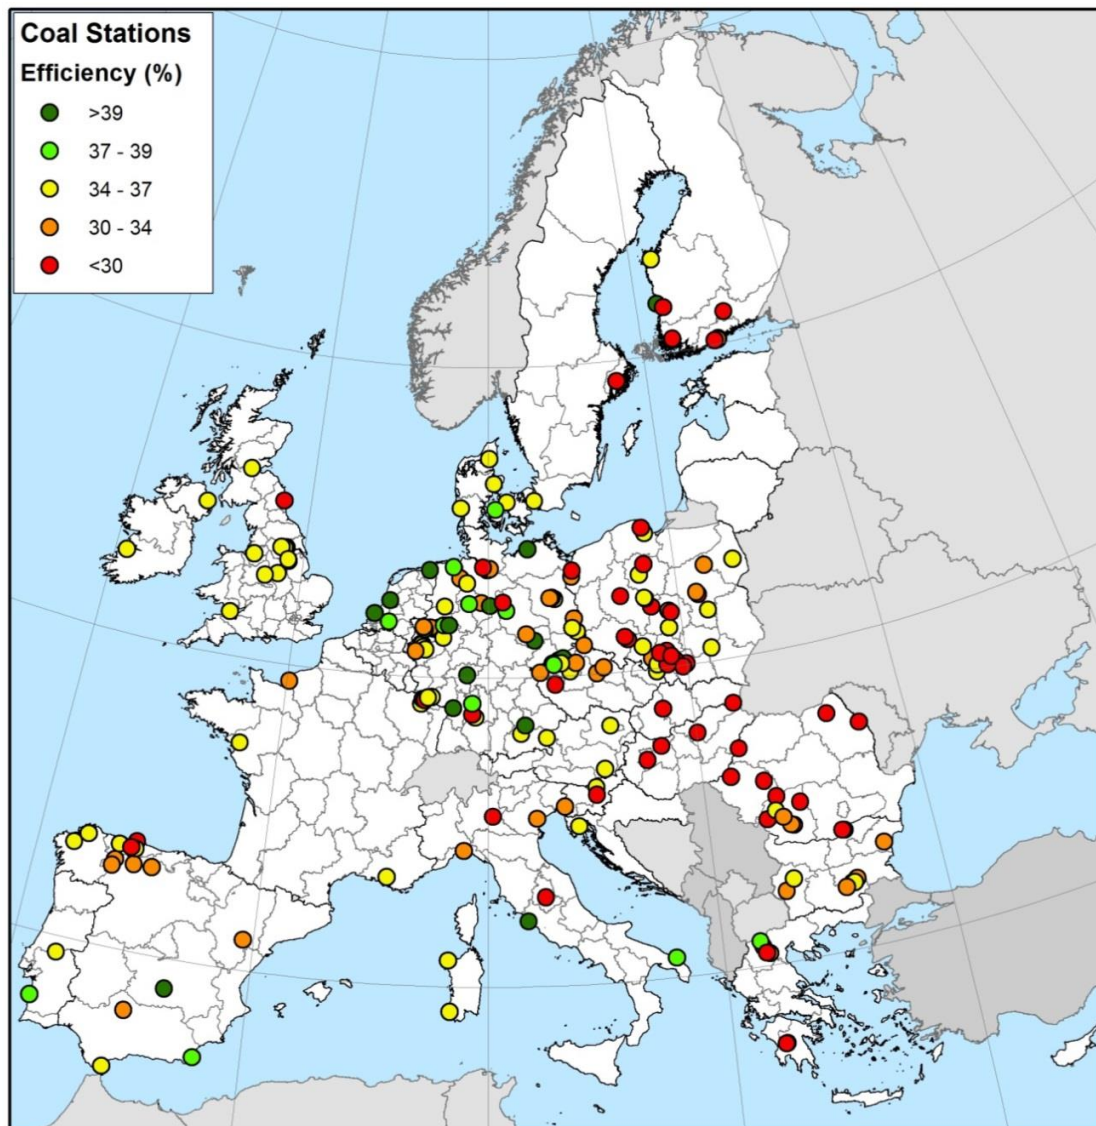 Coal Stations
Efficiency (%)
>39
37 - 39
34 - 37
30 - 34
<30